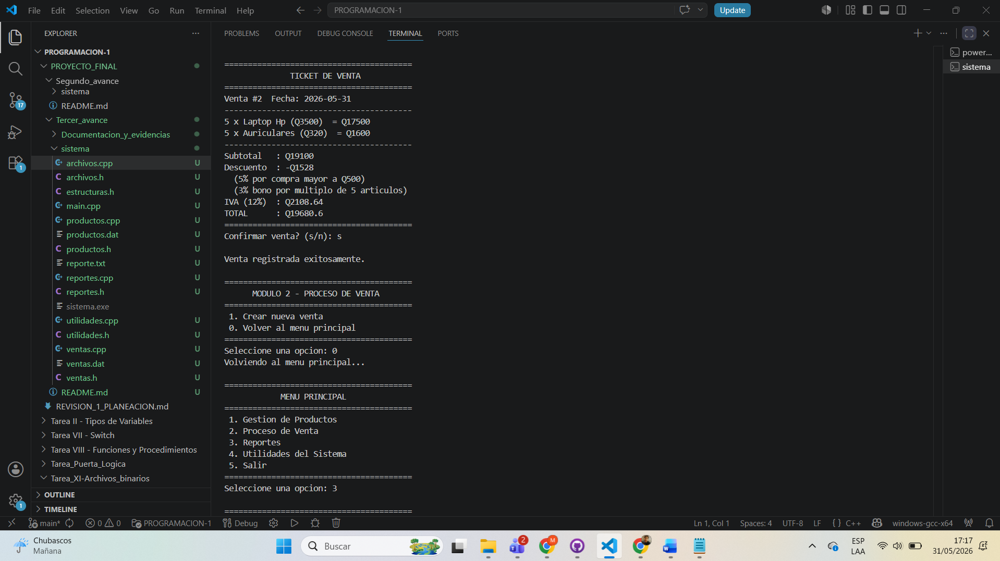 File Edit Selection View Go Run Terminal Help
PROGRAMACION-1
Update
EXPLORER
PROGRAMACION-1
PROYECTO_FINAL
Segundo_avance
sistema
README.md
Tercer_avance
Documentacion_y_evidencias
sistema
archivos.cpp U
archivos.h U
estructuras.h U
main.cpp U
productos.cpp U
productos.dat U
productos.h U
reporte.txt U
reportes.cpp U
reportes.h U
sistema.exe
utilidades.cpp U
utilidades.h U
ventas.cpp U
ventas.dat U
ventas.h U
README.md U
REVISION_1_PLANEACION.md
Tarea II - Tipos de Variables
Tarea VII - Switch
Tarea VIII - Funciones y Procedimientos
Tarea_Puerta_Logica
Tarea_XI-Archivos_binarios
OUTLINE
TIMELINE
17
1
1
PROBLEMS OUTPUT DEBUG CONSOLE TERMINAL PORTS
power...
sistema
========================================
TICKET DE VENTA
========================================
Venta #2  Fecha: 2026-05-31
----------------------------------------
5 x Laptop Hp (Q3500)  = Q17500
5 x Auriculares (Q320)  = Q1600
----------------------------------------
Subtotal   : Q19100
Descuento  : -Q1528
(5% por compra mayor a Q500)
(3% bono por multiplo de 5 articulos)
IVA (12%)  : Q2108.64
TOTAL      : Q19680.6
========================================
Confirmar venta? (s/n): s
Venta registrada exitosamente.
========================================
MODULO 2 - PROCESO DE VENTA
========================================
1. Crear nueva venta
0. Volver al menu principal
========================================
Seleccione una opcion: 0
Volviendo al menu principal...
========================================
MENU PRINCIPAL
========================================
1. Gestion de Productos
2. Proceso de Venta
3. Reportes
4. Utilidades del Sistema
5. Salir
========================================
Seleccione una opcion: 3
========================================
main* 0 0 PROGRAMACION-1 Debug
Ln 1, Col 1 Spaces: 4 UTF-8 LF {} C++ windows-gcc-x64
Chubascos
Mañana
Buscar
2
M
ESP
LAA
17:17
31/05/2026